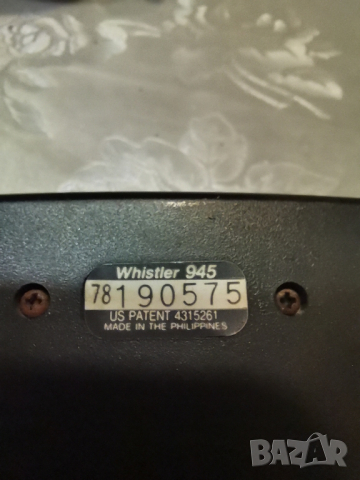 Whistler 945
78190575
US PATENT 4315261
MADE IN THE PHILIPPINES
BAZAR